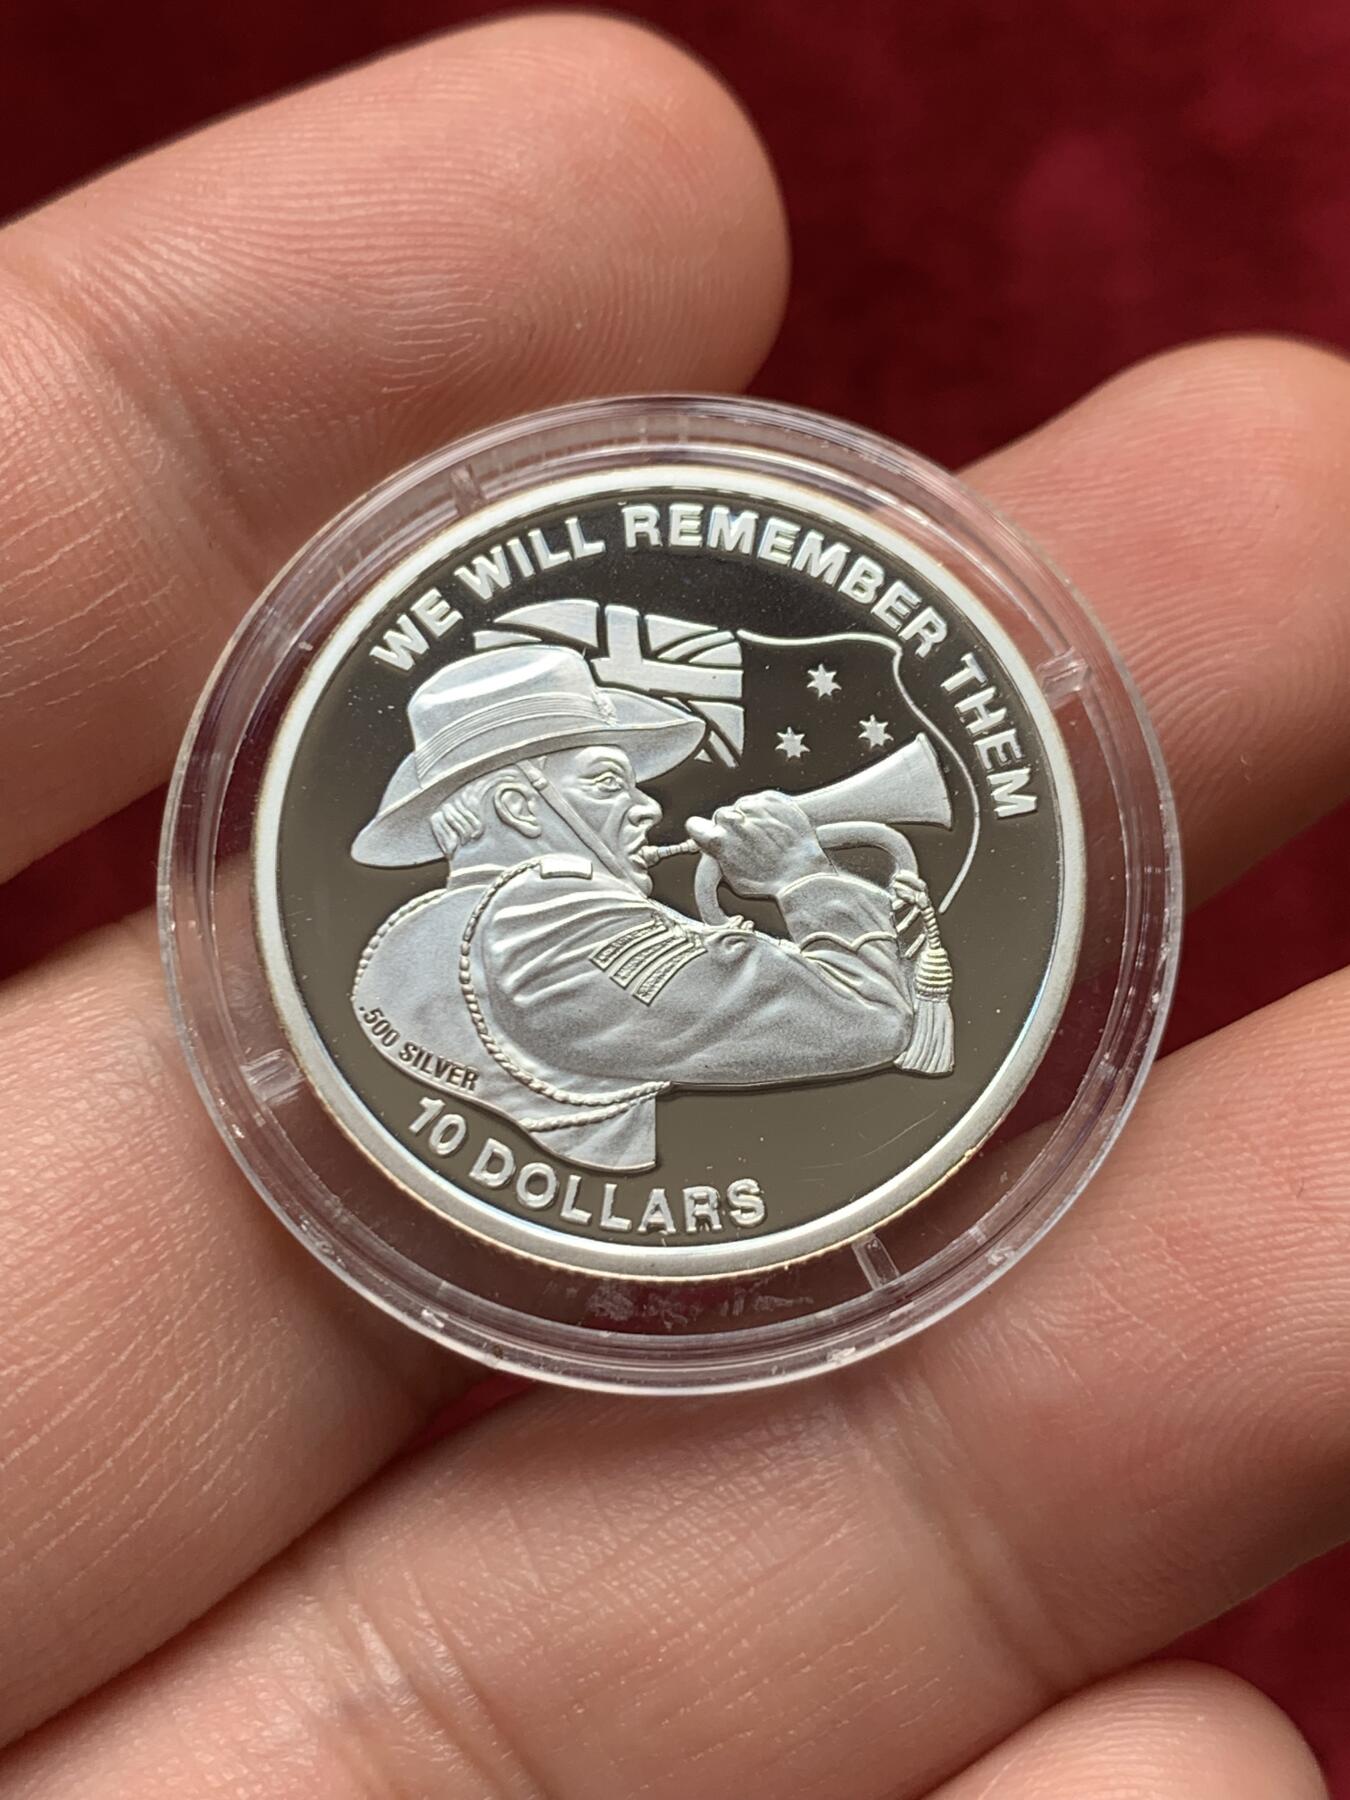 WE WILL REMEMBER THEM
.500 SILVER
10 DOLLARS